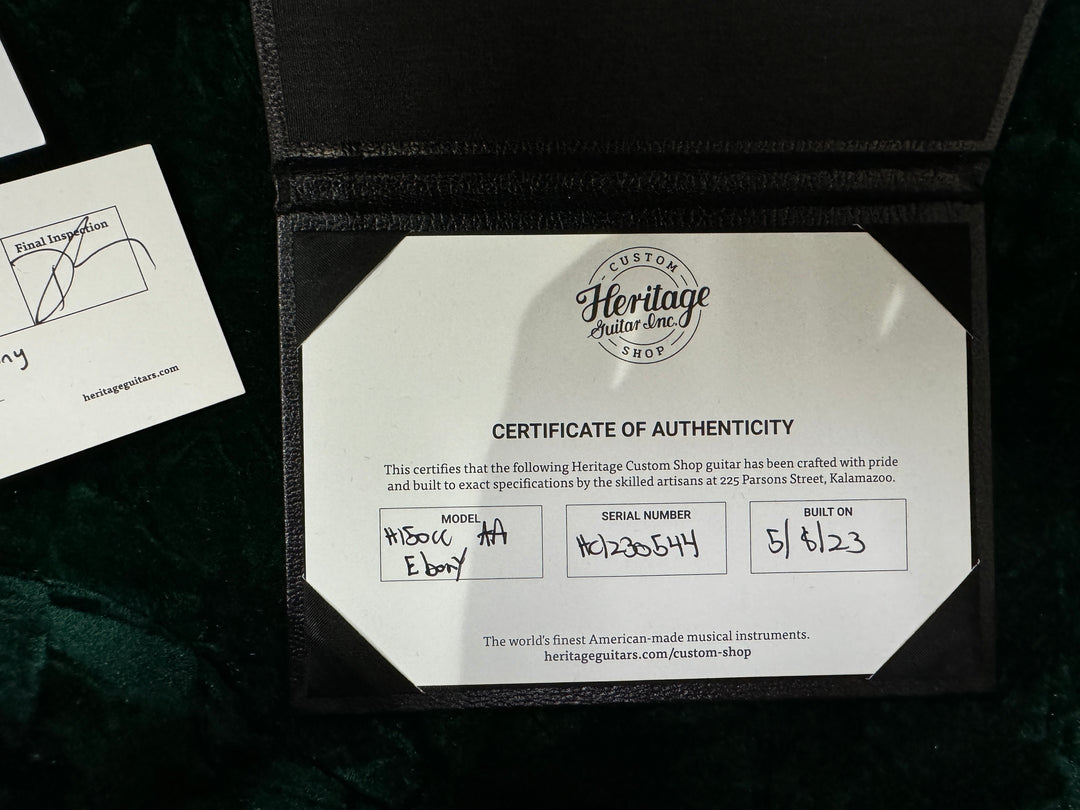 Final Inspection
ny
heritageguitars.com
CUSTOM
Heritage
Guitar Inc.
SHOP
CERTIFICATE OF AUTHENTICITY
This certifies that the following Heritage Custom Shop guitar has been crafted with pride
and built to exact specifications by the skilled artisans at 225 Parsons Street, Kalamazoo.
MODEL
H150CC AA
Ebony
SERIAL NUMBER
HC1230544
BUILT ON
5/8/23
The world's finest American-made musical instruments.
heritageguitars.com/custom-shop